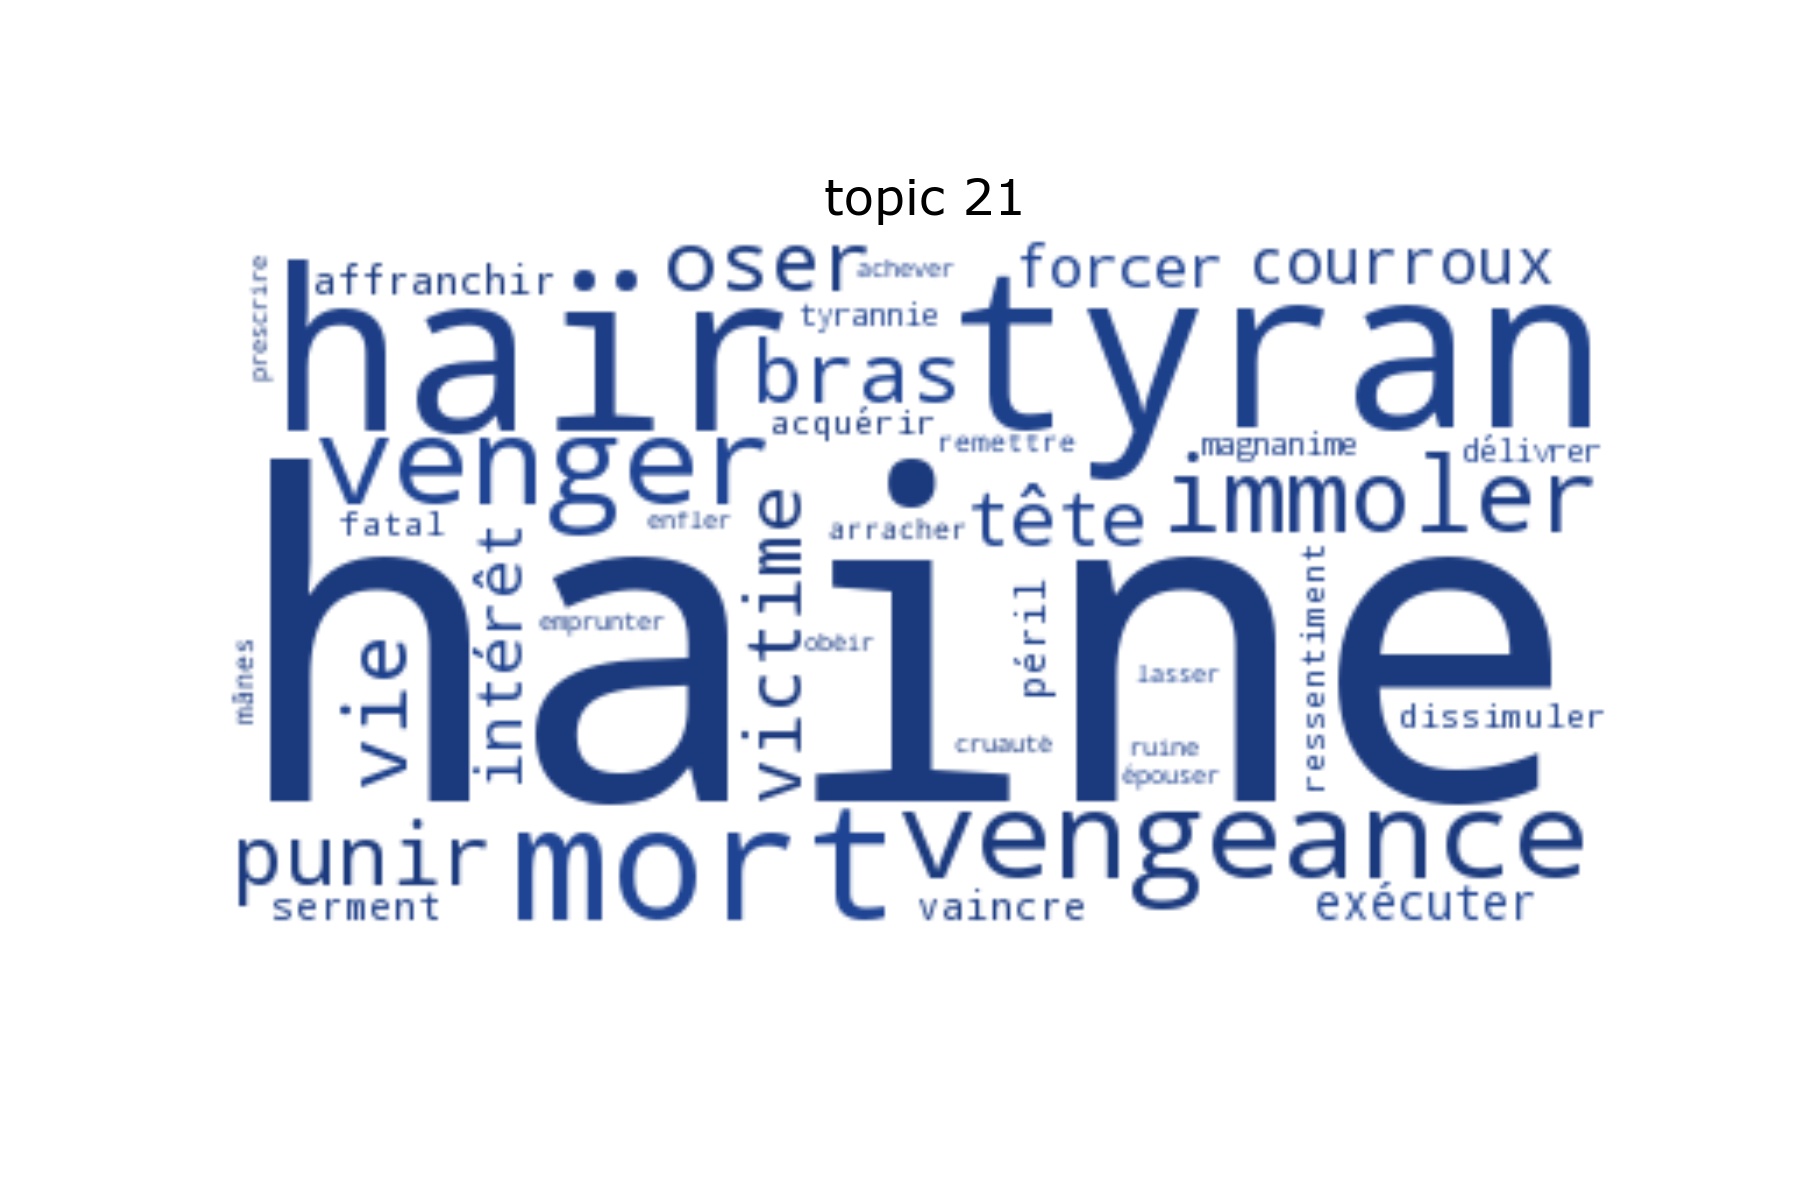 topic 21
prescrire
affranchir
oser
achever
forcer
courroux
haïr
tyrannie
tyran
bras
acquérir
remettre
magnanime
délivrer
venger
immoler
tête
fatal
enfler
arracher
haine
intérêt
victime
vie
emprunter
obéir
péril
lasser
ressentiment
mânes
dissimuler
cruauté
ruine
épouser
punir
mort
vengeance
serment
vaincre
exécuter